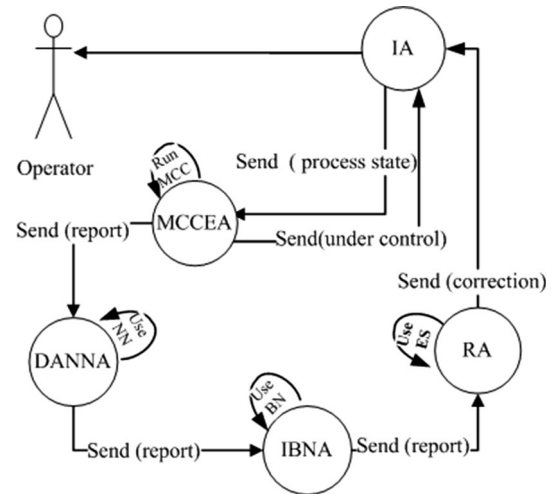 IA
Operator
Send ( process state)
Run
MCC
MCCEA
Send (report)
Send(under control)
Send (correction)
Use
NN
DANNA
Use
ES
RA
Use
BN
Send (report)
IBNA
Send (report)